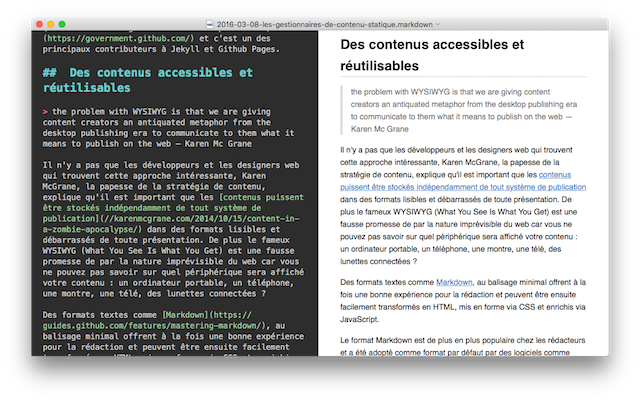 2016-03-08-les-gestionnaires-de-contenu-statique.markdown
(https://government.github.com/) et c'est un des
principaux contributeurs à Jekyll et Github Pages.
##  Des contenus accessibles et
réutilisables
> the problem with WYSIWYG is that we are giving
content creators an antiquated metaphor from the
desktop publishing era to communicate to them what it
means to publish on the web — Karen Mc Grane
Il n'y a pas que les développeurs et les designers web
qui trouvent cette approche intéressante, Karen
McGrane, la papesse de la stratégie de contenu,
explique qu'il est important que les [contenus puissent
être stockés indépendamment de tout système de
publication](//karenmcgrane.com/2014/10/15/content-in-
a-zombie-apocalypse/) dans des formats lisibles et
débarrassés de toute présentation. De plus le fameux
WYSIWYG (What You See Is What You Get) est une fausse
promesse de par la nature imprévisible du web car vous
ne pouvez pas savoir sur quel périphérique sera affiché
votre contenu : un ordinateur portable, un téléphone,
une montre, une télé, des lunettes connectées ?
Des formats textes comme [Markdown](https://
guides.github.com/features/mastering-markdown/), au
balisage minimal offrent à la fois une bonne expérience
pour la rédaction et peuvent être ensuite facilement
Des contenus accessibles et
réutilisables
the problem with WYSIWYG is that we are giving content
creators an antiquated metaphor from the desktop publishing era
to communicate to them what it means to publish on the web —
Karen Mc Grane
Il n'y a pas que les développeurs et les designers web qui trouvent
cette approche intéressante, Karen McGrane, la papesse de la
stratégie de contenu, explique qu'il est important que les contenus
puissent être stockés indépendamment de tout système de publication
dans des formats lisibles et débarrassés de toute présentation. De
plus le fameux WYSIWYG (What You See Is What You Get) est une
fausse promesse de par la nature imprévisible du web car vous ne
pouvez pas savoir sur quel périphérique sera affiché votre contenu :
un ordinateur portable, un téléphone, une montre, une télé, des
lunettes connectées ?
Des formats textes comme Markdown, au balisage minimal offrent à la
fois une bonne expérience pour la rédaction et peuvent être ensuite
facilement transformés en HTML, mis en forme via CSS et enrichis via
JavaScript.
Le format Markdown est de plus en plus populaire chez les rédacteurs
et a été adopté comme format par défaut par des logiciels comme